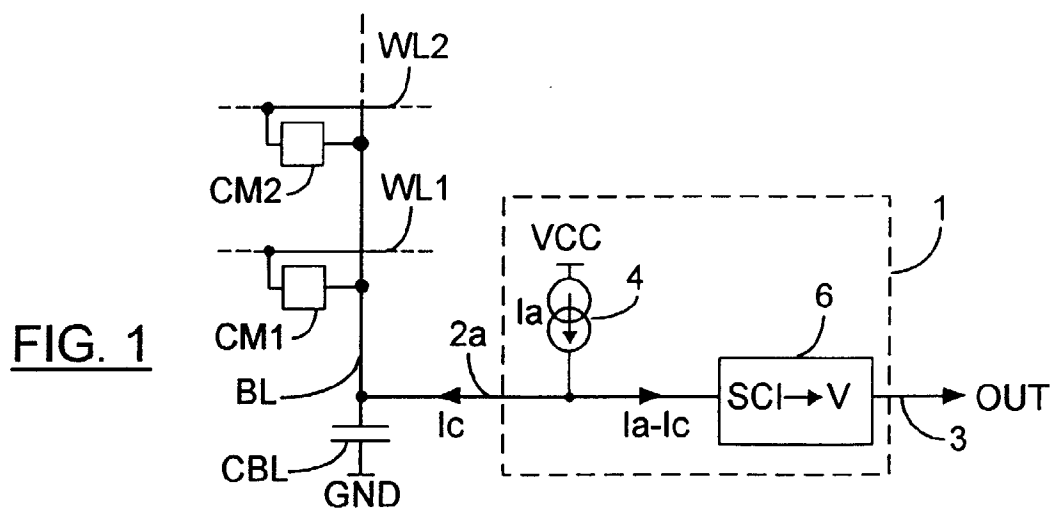 WL2
CM2
WL1
CM1
FIG. 1
BL
CBL
GND
Ic
2a
VCC
Ia
4
1
6
Ia-Ic
SCI→V
3
OUT